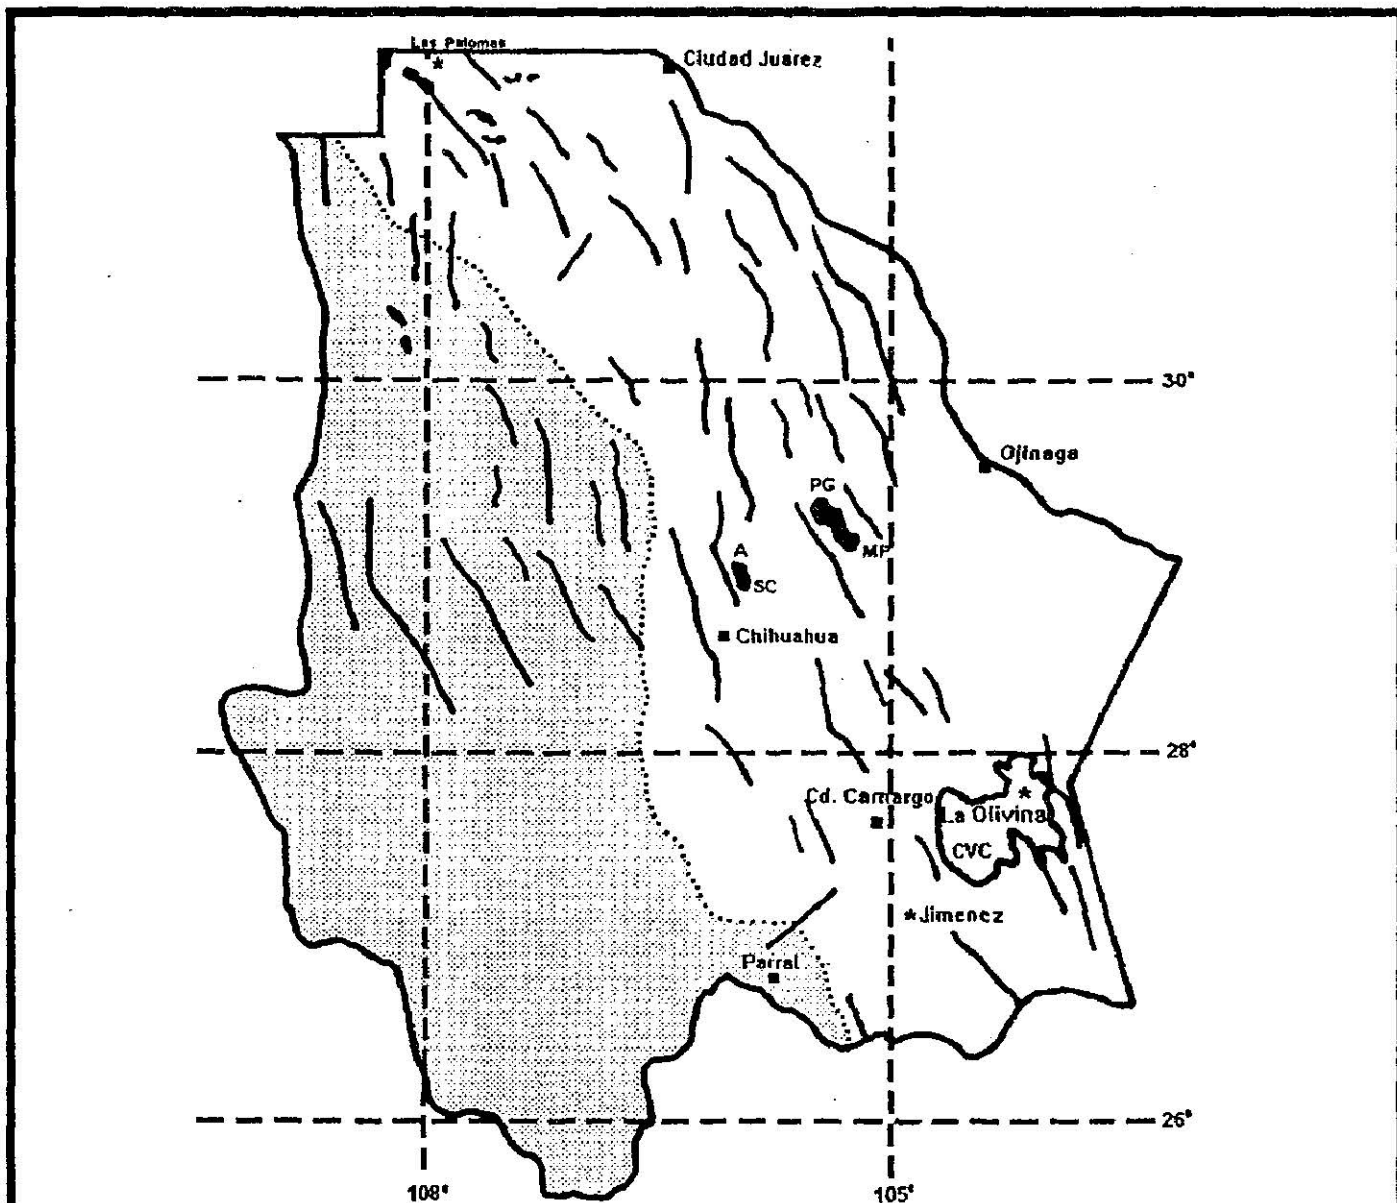 Las Palomas
*
Ciudad Juarez
30°
Ojinaga
PG
MP
A
SC
Chihuahua
28°
Cd. Camargo
*
La Olivina
CVC
*Jimenez
Parral
26°
108°
105°